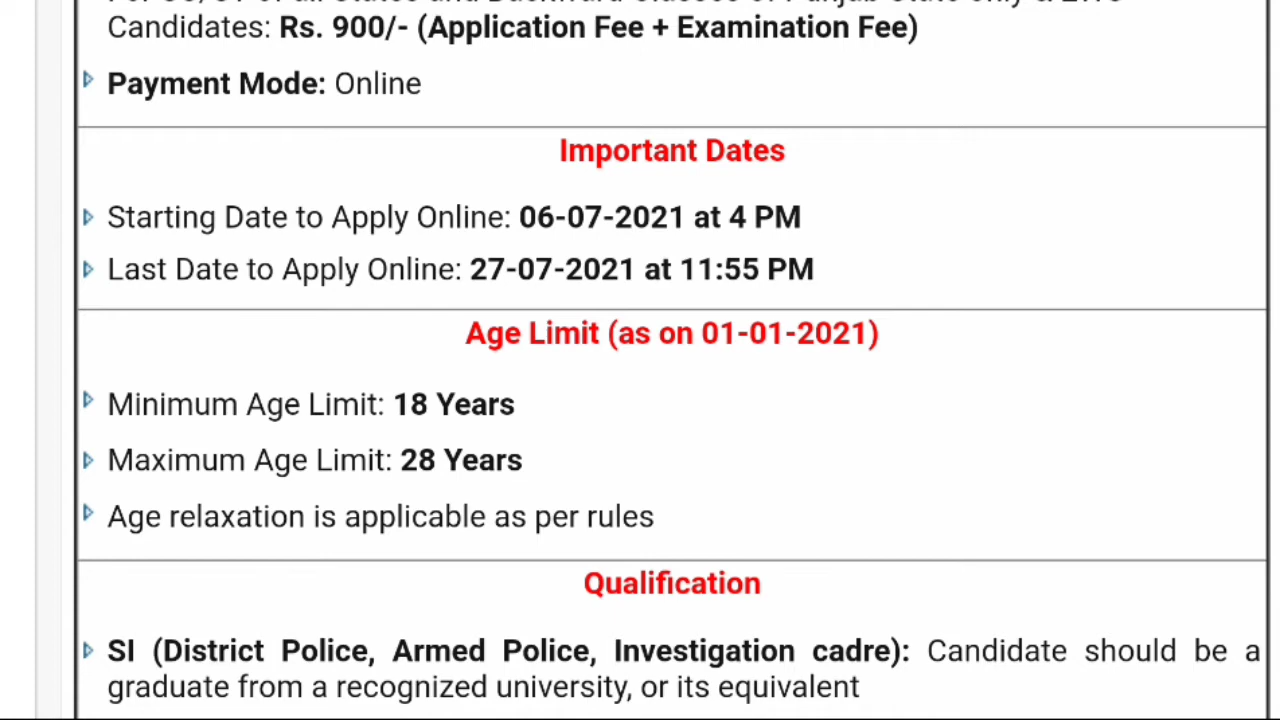 Candidates: Rs. 900/- (Application Fee + Examination Fee)
Payment Mode: Online
Important Dates
Starting Date to Apply Online: 06-07-2021 at 4 PM
Last Date to Apply Online: 27-07-2021 at 11:55 PM
Age Limit (as on 01-01-2021)
Minimum Age Limit: 18 Years
Maximum Age Limit: 28 Years
Age relaxation is applicable as per rules
Qualification
SI (District Police, Armed Police, Investigation cadre): Candidate should be a
graduate from a recognized university, or its equivalent